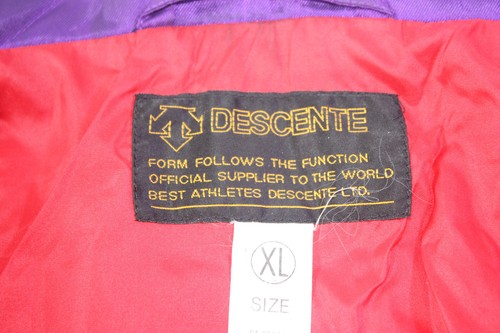 DESCENTE
FORM FOLLOWS THE FUNCTION
OFFICIAL SUPPLIER TO THE WORLD
BEST ATHLETES DESCENTE LTD.
XL
SIZE